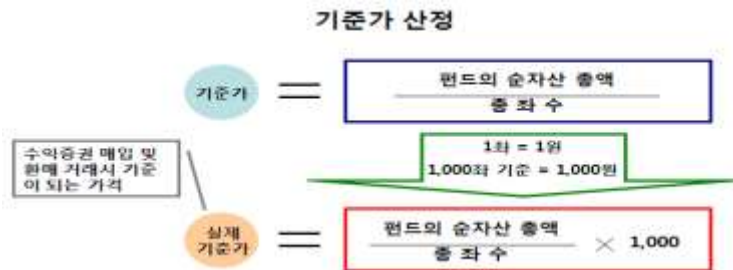 기준가 산정
기준가
펀드의 순자산 총액
총 좌 수
1좌 = 1원
1,000좌 기준 = 1,000원
수익증권 매입 및
환매 거래시 기준
이 되는 가격
실제
기준가
펀드의 순자산 총액
총 좌 수
× 1,000